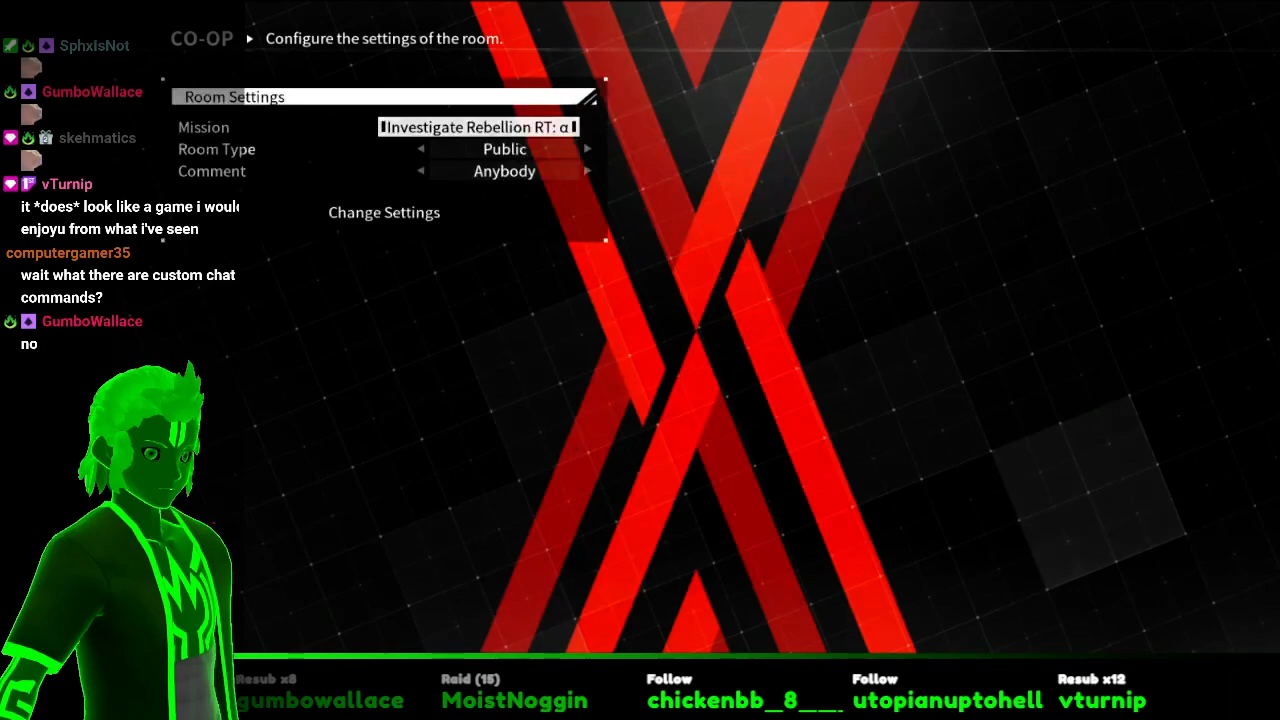 CO-OP Configure the settings of the room.
Room Settings
Mission Investigate Rebellion RT: α
Room Type Public
Comment Anybody
Change Settings
SphxIsNot
GumboWallace
skehmatics
vTurnip
it *does* look like a game i would
enjoyu from what i've seen
computergamer35
wait what there are custom chat
commands?
GumboWallace
no
Resub x8
gumbowallace
Raid (15)
MoistNoggin
Follow
chickenbb_8__.
Follow
utopianuptohell
Resub x12
vturnip